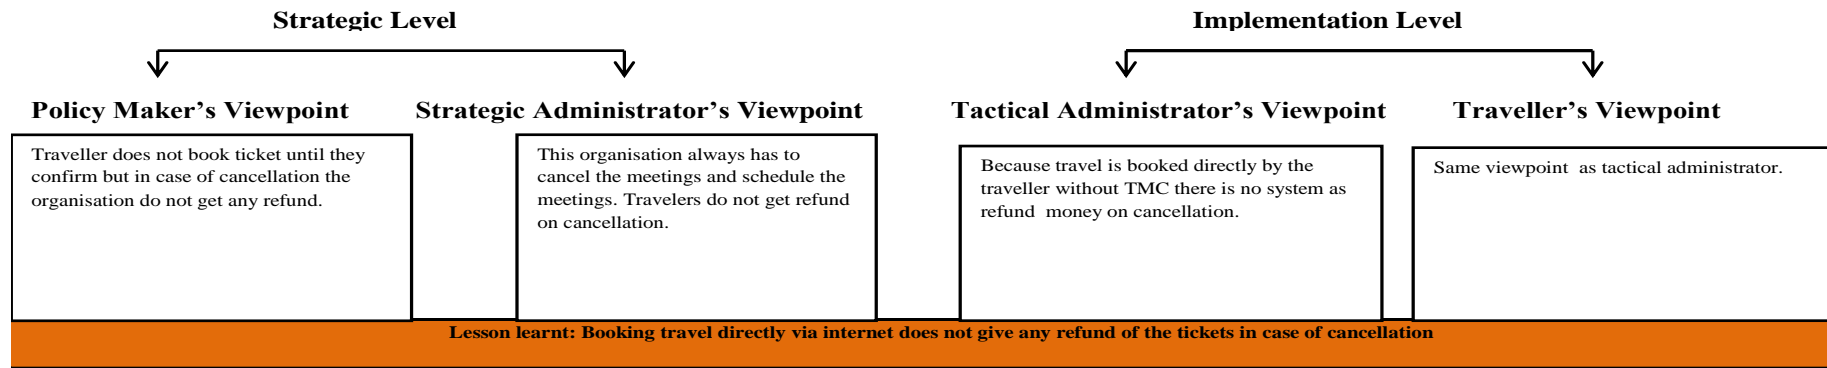 Strategic Level
Implementation Level
Policy Maker's Viewpoint
Strategic Administrator's Viewpoint
Tactical Administrator's Viewpoint
Traveller's Viewpoint
Traveller does not book ticket until they
confirm but in case of cancellation the
organisation do not get any refund.
This organisation always has to
cancel the meetings and schedule the
meetings. Travelers do not get refund
on cancellation.
Because travel is booked directly by the
traveller without TMC there is no system as
refund  money on cancellation.
Same viewpoint  as tactical administrator.
Lesson learnt: Booking travel directly via internet does not give any refund of the tickets in case of cancellation